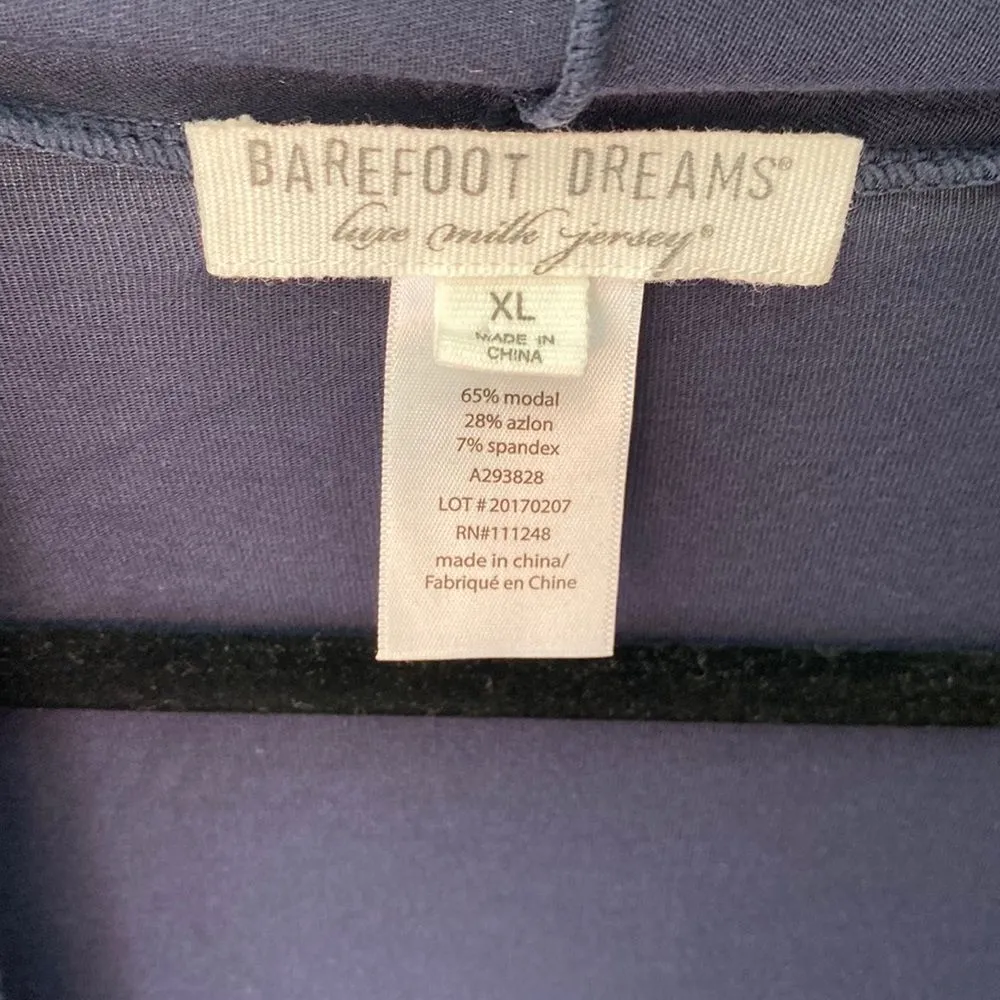 BAREFOOT DREAMS®
luxe milk jersey®
XL
MADE IN
CHINA
65% modal
28% azlon
7% spandex
A293828
LOT # 20170207
RN#111248
made in china/
Fabriqué en Chine